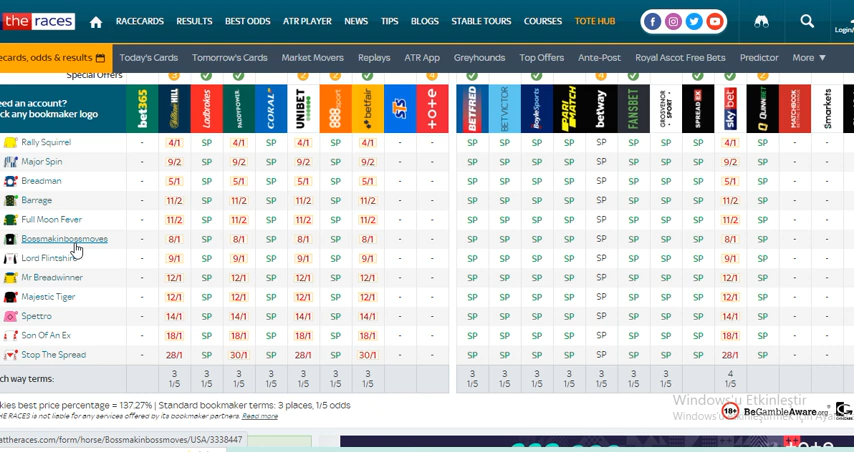 the races RACECARDS RESULTS BEST ODDS ATR PLAYER NEWS TIPS BLOGS STABLE TOURS COURSES TOTE HUB Login/
ecards, odds & results Today's Cards Tomorrow's Cards Market Movers Replays ATR App Greyhounds Top Offers Ante-Post Royal Ascot Free Bets Predictor More
Special Offers
eed an account?
ck any bookmaker logo
bet365 William HILL Ladbrokes PADDYPOWER CORAL UNIBET 888sport betfair STS tote BETFRED BETVICTOR BoyleSports PARIMATCH betway FANSBET GROSVENOR SPORT SPREADEX sky bet QUINNBET MATCHBOOK smarkets
Rally Squirrel - 4/1 SP 4/1 SP 4/1 SP 4/1 - - SP SP SP SP SP SP SP SP 4/1 SP - -
Major Spin - 9/2 SP 9/2 SP 9/2 SP 9/2 - - SP SP SP SP SP SP SP SP 9/2 SP - -
Breadman - 5/1 SP 5/1 SP 5/1 SP 5/1 - - SP SP SP SP SP SP SP SP 5/1 SP - -
Barrage - 11/2 SP 11/2 SP 11/2 SP 11/2 - - SP SP SP SP SP SP SP SP 11/2 SP - -
Full Moon Fever - 11/2 SP 11/2 SP 11/2 SP 11/2 - - SP SP SP SP SP SP SP SP 11/2 SP - -
Bossmakinbossmoves - 8/1 SP 8/1 SP 8/1 SP 8/1 - - SP SP SP SP SP SP SP SP 8/1 SP - -
Lord Flintshire - 9/1 SP 9/1 SP 9/1 SP 9/1 - - SP SP SP SP SP SP SP SP 9/1 SP - -
Mr Breadwinner - 12/1 SP 12/1 SP 12/1 SP 12/1 - - SP SP SP SP SP SP SP SP 12/1 SP - -
Majestic Tiger - 12/1 SP 12/1 SP 12/1 SP 12/1 - - SP SP SP SP SP SP SP SP 12/1 SP - -
Spettro - 14/1 SP 14/1 SP 14/1 SP 14/1 - - SP SP SP SP SP SP SP SP 14/1 SP - -
Son Of An Ex - 18/1 SP 18/1 SP 18/1 SP 18/1 - - SP SP SP SP SP SP SP SP 18/1 SP - -
Stop The Spread - 28/1 SP 30/1 SP 28/1 SP 30/1 - - SP SP SP SP SP SP SP SP 28/1 SP - -
ch way terms: 3 3 3 3 3 3 3 3 3 3 3 3 3 3 4
1/5 1/5 1/5 1/5 1/5 1/5 1/5 1/5 1/5 1/5 1/5 1/5 1/5 1/5 1/5
kies best price percentage = 137.27% | Standard bookmaker terms: 3 places, 1/5 odds
HE RACES is not liable for any services offered by its bookmaker partners. Read more
Windows'u Etkinleştir
Windows'u etkinleştirmek için Ay
18+ BeGambleAware.org
attheraces.com/form/horse/Bossmakinbossmoves/USA/3338447